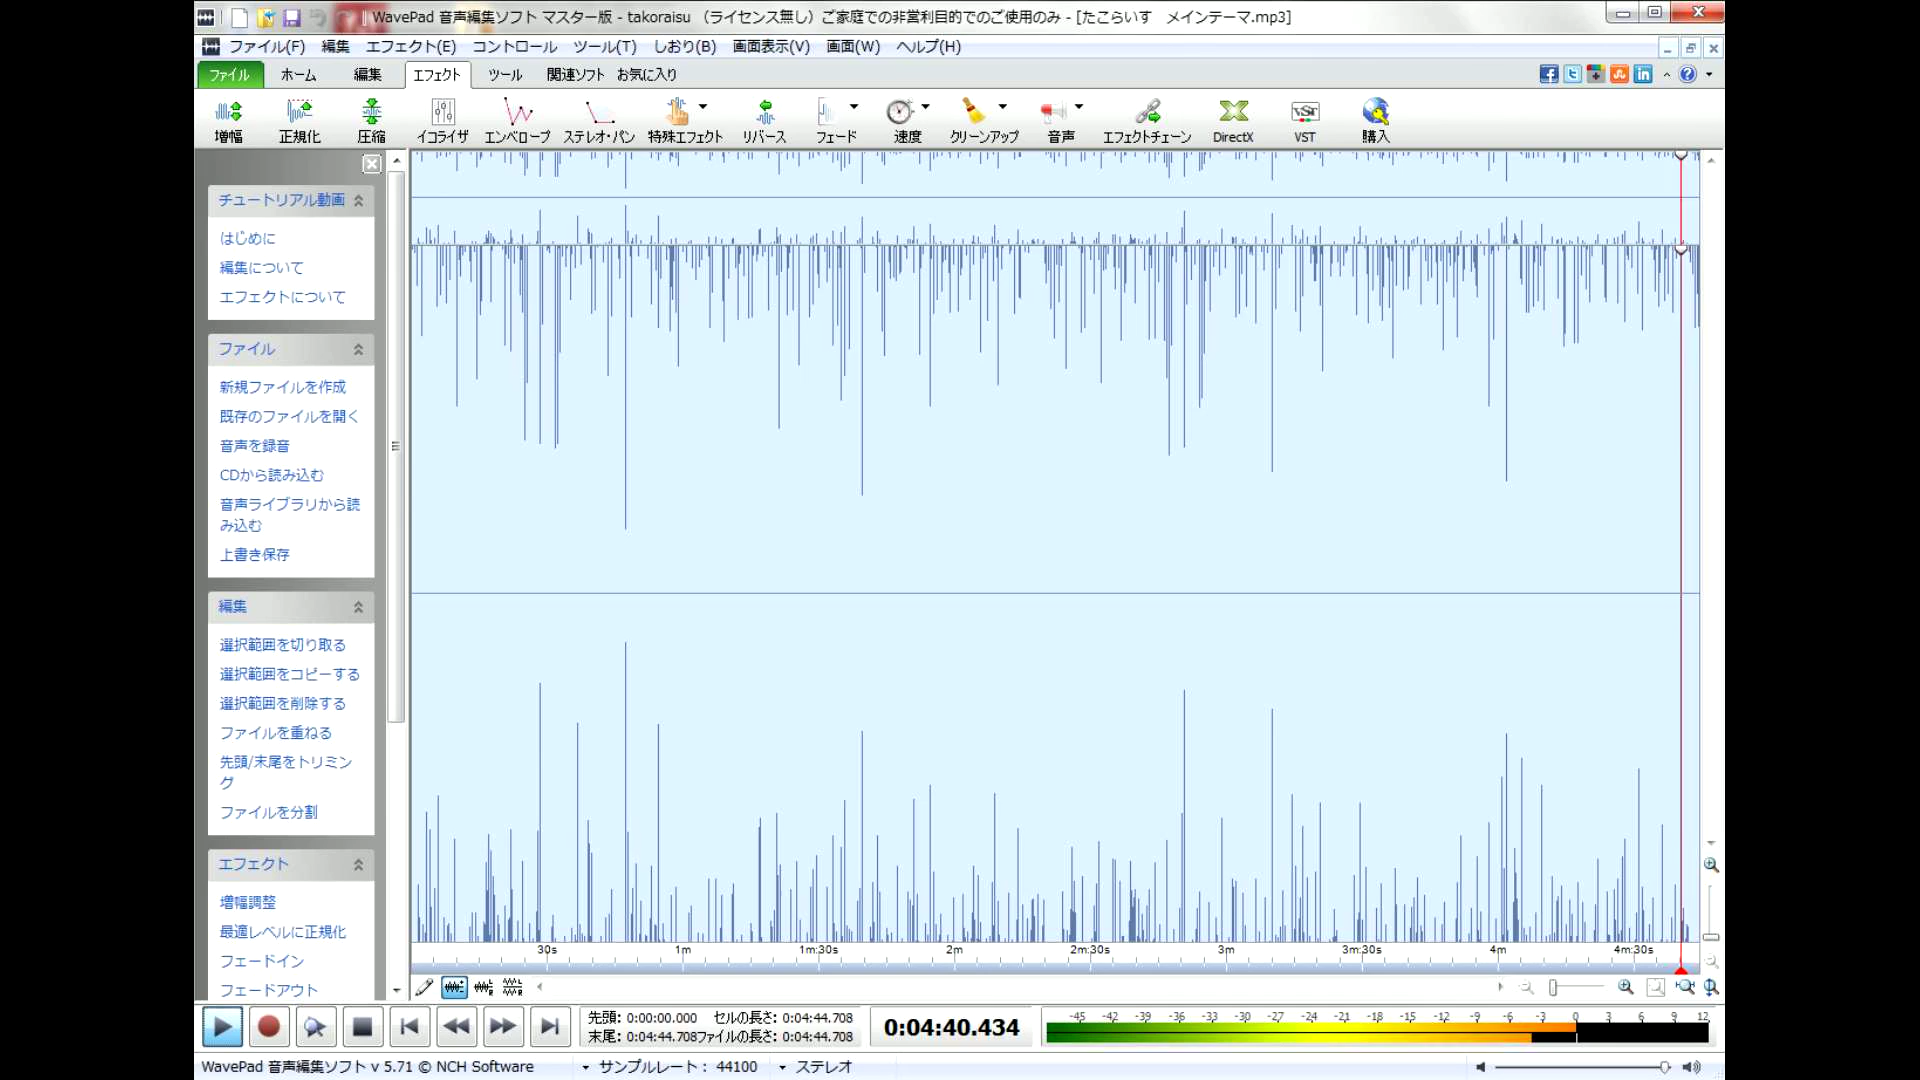 WavePad 音声編集ソフト マスター版 - takoraisu （ライセンス無し）ご家庭での非営利目的でのご使用のみ - [たこらいす　メインテーマ.mp3]
ファイル(F) 編集 エフェクト(E) コントロール ツール(T) しおり(B) 画面表示(V) 画面(W) ヘルプ(H)
ファイル ホーム 編集 エフェクト ツール 関連ソフト お気に入り
増幅 正規化 圧縮 イコライザ エンベロープ ステレオ・パン 特殊エフェクト リバース フェード 速度 クリーンアップ 音声 エフェクトチェーン DirectX VST 購入
チュートリアル動画
はじめに
編集について
エフェクトについて
ファイル
新規ファイルを作成
既存のファイルを開く
音声を録音
CDから読み込む
音声ライブラリから読
み込む
上書き保存
編集
選択範囲を切り取る
選択範囲をコピーする
選択範囲を削除する
ファイルを重ねる
先頭/末尾をトリミン
グ
ファイルを分割
エフェクト
増幅調整
最適レベルに正規化
フェードイン
フェードアウト
30s 1m 1m:30s 2m 2m:30s 3m 3m:30s 4m 4m:30s
先頭: 0:00:00.000 セルの長さ: 0:04:44.708
末尾: 0:04:44.708 ファイルの長さ: 0:04:44.708
0:04:40.434
-45 -42 -39 -36 -33 -30 -27 -24 -21 -18 -15 -12 -9 -6 -3 0 3 6 9 12
WavePad 音声編集ソフト v 5.71 © NCH Software サンプルレート： 44100 ステレオ